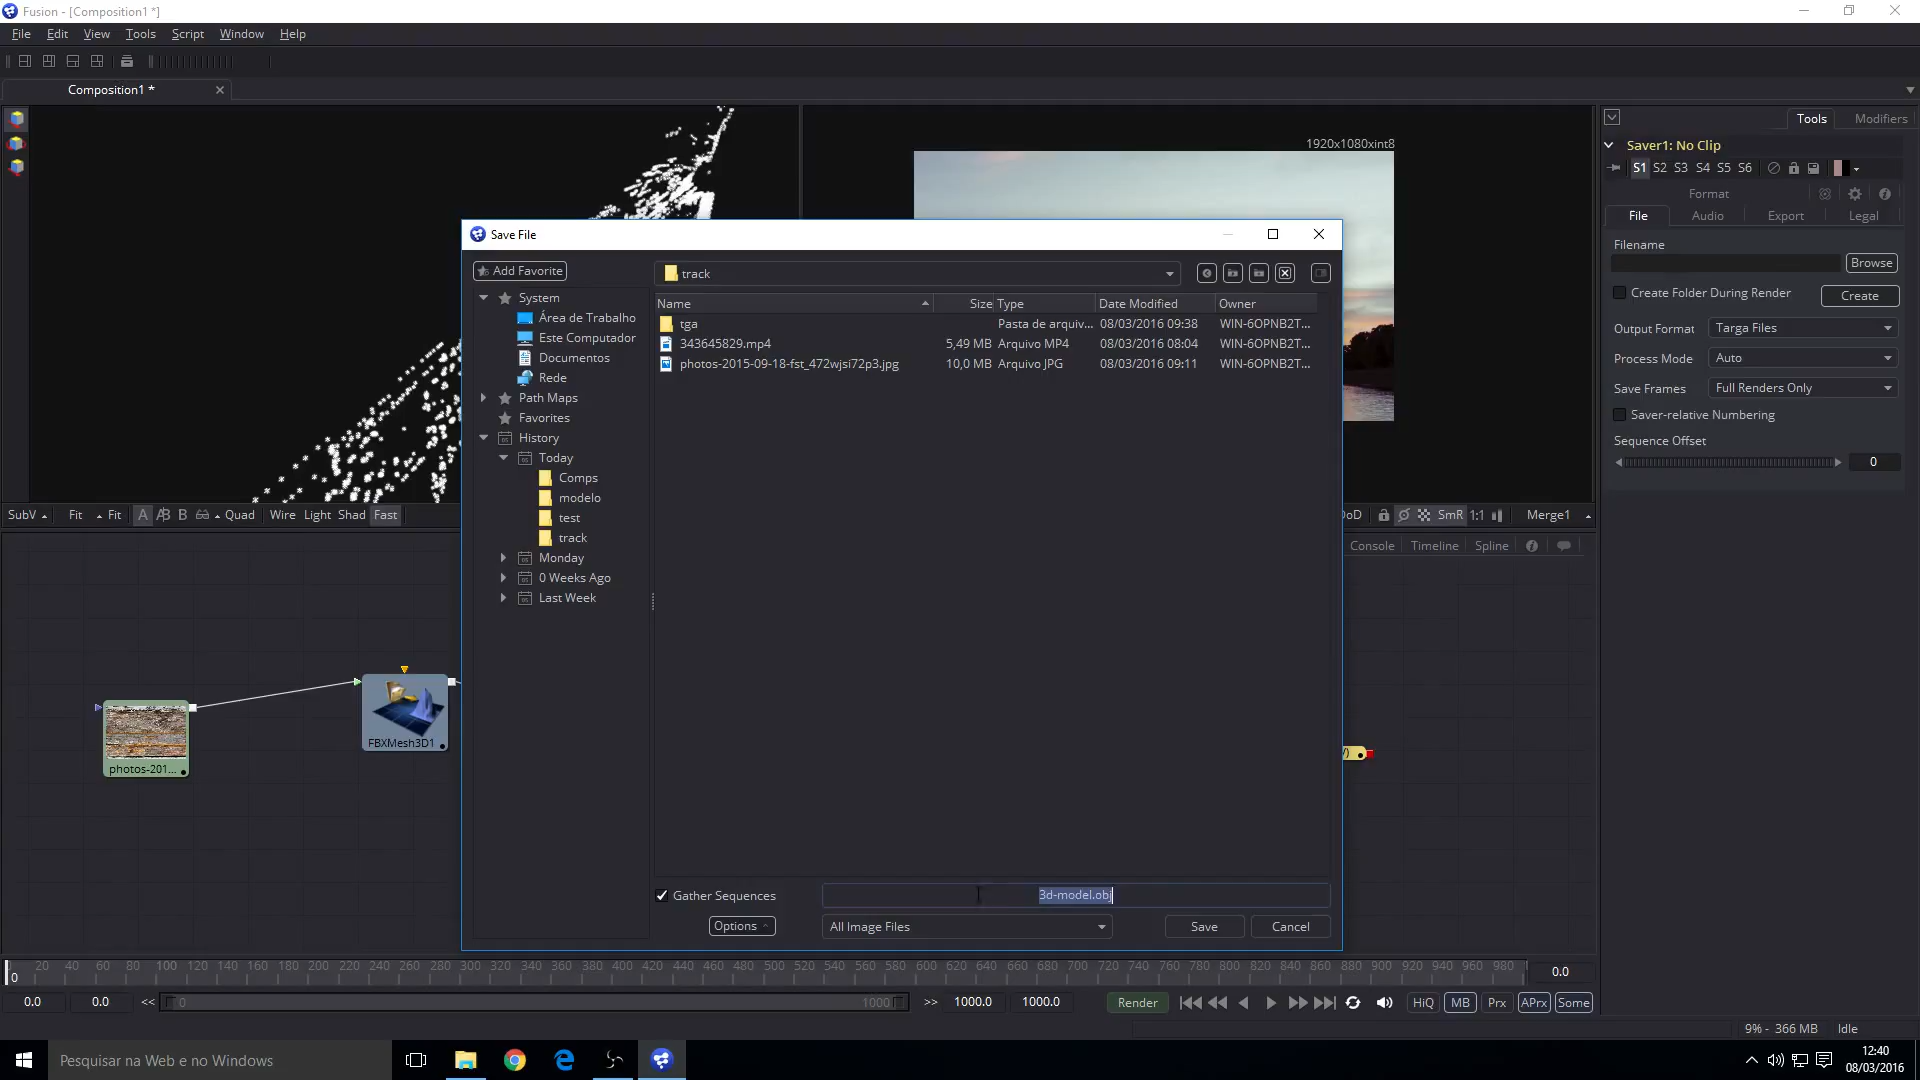 Fusion - [Composition1 *]
File Edit View Tools Script Window Help
Composition1 *
1920x1080xint8
Tools Modifiers
Saver1: No Clip
S1 S2 S3 S4 S5 S6
Format
File Audio Export Legal
Filename
Browse
Create Folder During Render Create
Output Format Targa Files
Process Mode Auto
Save Frames Full Renders Only
Saver-relative Numbering
Sequence Offset
0
Save File
Add Favorite
track
System
Área de Trabalho
Este Computador
Documentos
Rede
Path Maps
Favorites
History
Today
Comps
modelo
test
track
Monday
0 Weeks Ago
Last Week
Name Size Type Date Modified Owner
tga Pasta de arquiv... 08/03/2016 09:38 WIN-6OPNB2T...
343645829.mp4 5,49 MB Arquivo MP4 08/03/2016 08:04 WIN-6OPNB2T...
photos-2015-09-18-fst_472wjsi72p3.jpg 10,0 MB Arquivo JPG 08/03/2016 09:11 WIN-6OPNB2T...
Gather Sequences 3d-model.obj
Options All Image Files Save Cancel
SubV Fit Fit A A/B B Quad Wire Light Shad Fast
DoD SmR 1:1 Merge1
Console Timeline Spline
photos-201...
FBXMesh3D1
0 20 40 60 80 100 120 140 160 180 200 220 240 260 280 300 320 340 360 380 400 420 440 460 480 500 520 540 560 580 600 620 640 660 680 700 720 740 760 780 800 820 840 860 880 900 920 940 960 980 0.0
0
0.0 0.0 << 0 1000 >> 1000.0 1000.0 Render HiQ MB Prx APrx Some
9% - 366 MB Idle
Pesquisar na Web e no Windows
12:40
08/03/2016